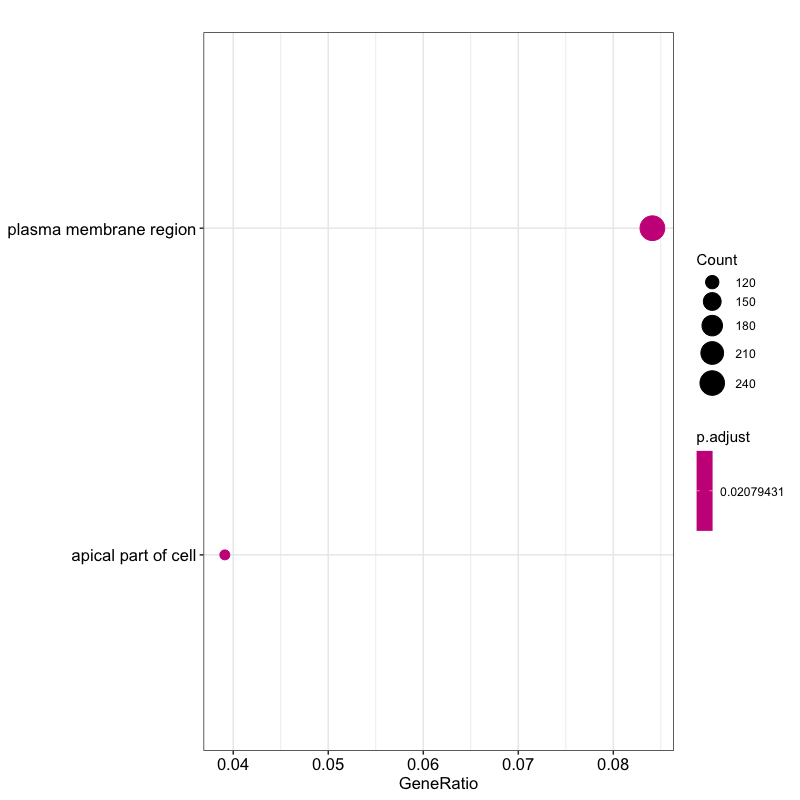 plasma membrane region
apical part of cell
0.04 0.05 0.06 0.07 0.08
GeneRatio
Count
120
150
180
210
240
p.adjust
0.02079431